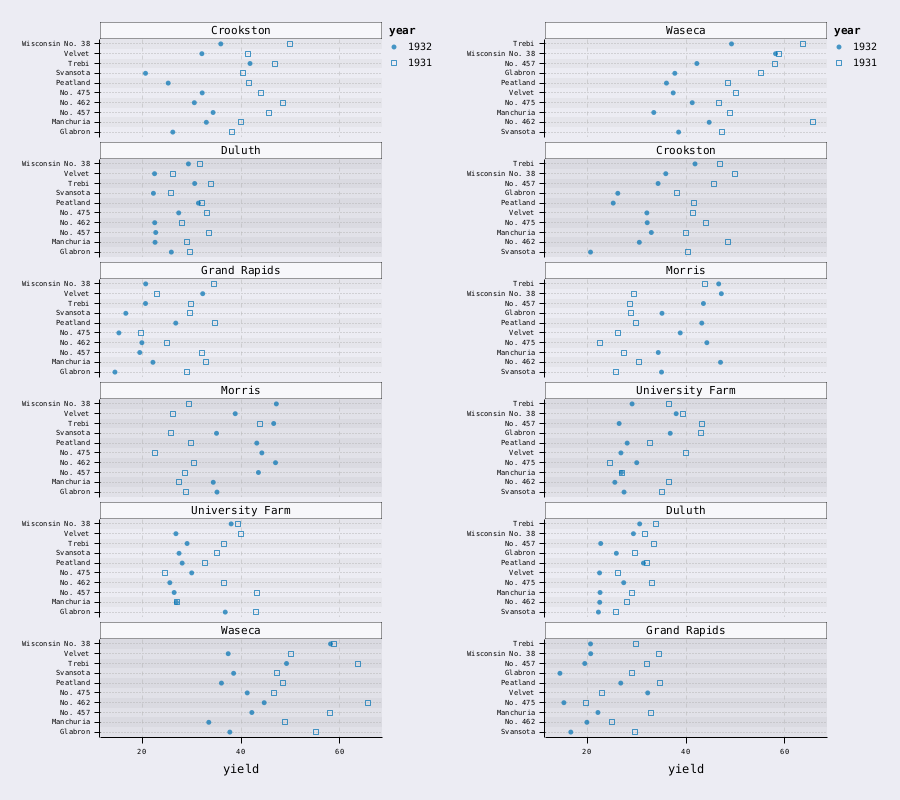 Crookston
Wisconsin No. 38
Velvet
Trebi
Svansota
Peatland
No. 475
No. 462
No. 457
Manchuria
Glabron
year
1932
1931
Duluth
Wisconsin No. 38
Velvet
Trebi
Svansota
Peatland
No. 475
No. 462
No. 457
Manchuria
Glabron
Grand Rapids
Wisconsin No. 38
Velvet
Trebi
Svansota
Peatland
No. 475
No. 462
No. 457
Manchuria
Glabron
Morris
Wisconsin No. 38
Velvet
Trebi
Svansota
Peatland
No. 475
No. 462
No. 457
Manchuria
Glabron
University Farm
Wisconsin No. 38
Velvet
Trebi
Svansota
Peatland
No. 475
No. 462
No. 457
Manchuria
Glabron
Waseca
Wisconsin No. 38
Velvet
Trebi
Svansota
Peatland
No. 475
No. 462
No. 457
Manchuria
Glabron
20 40 60
yield
Waseca
Trebi
Wisconsin No. 38
No. 457
Glabron
Peatland
Velvet
No. 475
Manchuria
No. 462
Svansota
year
1932
1931
Crookston
Trebi
Wisconsin No. 38
No. 457
Glabron
Peatland
Velvet
No. 475
Manchuria
No. 462
Svansota
Morris
Trebi
Wisconsin No. 38
No. 457
Glabron
Peatland
Velvet
No. 475
Manchuria
No. 462
Svansota
University Farm
Trebi
Wisconsin No. 38
No. 457
Glabron
Peatland
Velvet
No. 475
Manchuria
No. 462
Svansota
Duluth
Trebi
Wisconsin No. 38
No. 457
Glabron
Peatland
Velvet
No. 475
Manchuria
No. 462
Svansota
Grand Rapids
Trebi
Wisconsin No. 38
No. 457
Glabron
Peatland
Velvet
No. 475
Manchuria
No. 462
Svansota
20 40 60
yield